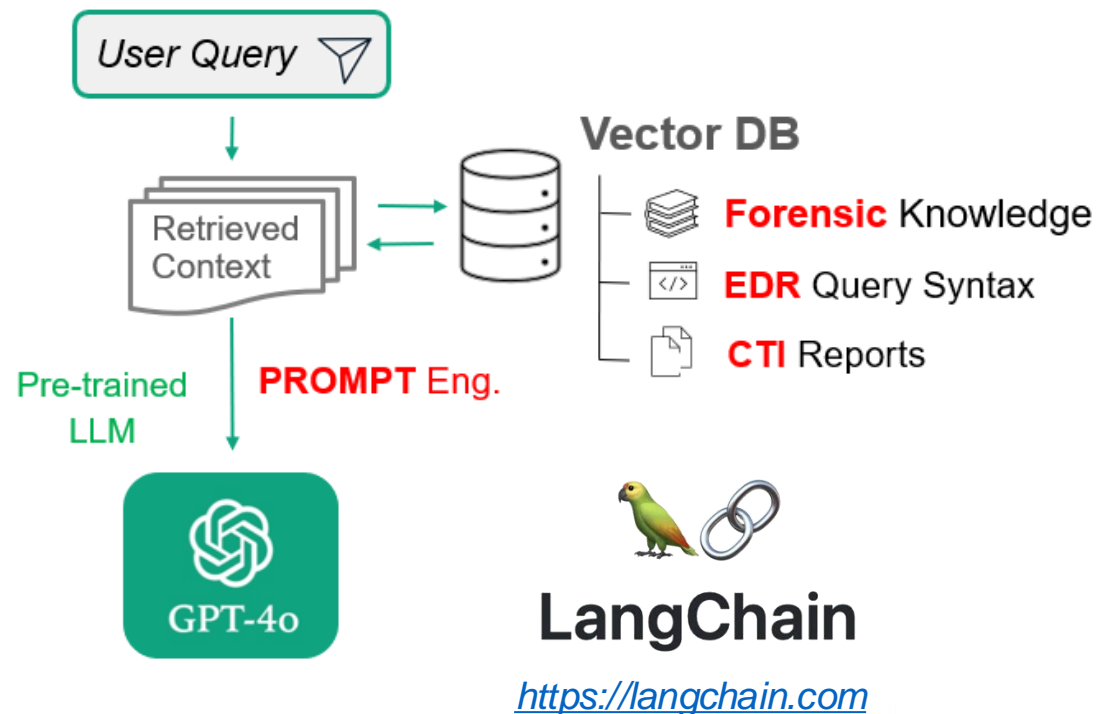 User Query
Vector DB
Retrieved
Context
Forensic Knowledge
</>
EDR Query Syntax
CTI Reports
Pre-trained
LLM
PROMPT Eng.
GPT-4o
LangChain
https://langchain.com